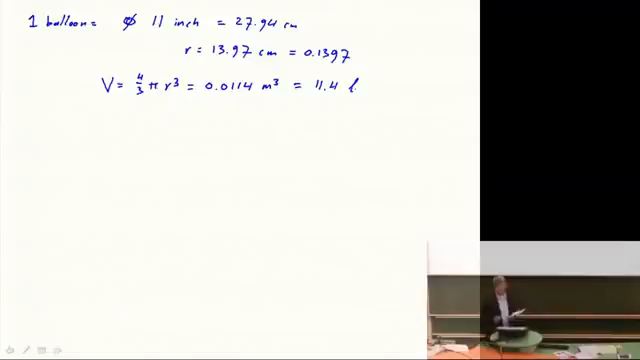 1 balloon = ∅ 11 inch = 27.94 cm
r = 13.97 cm = 0.1397
V = 4/3 π r³ = 0.0114 m³ = 11.4 l